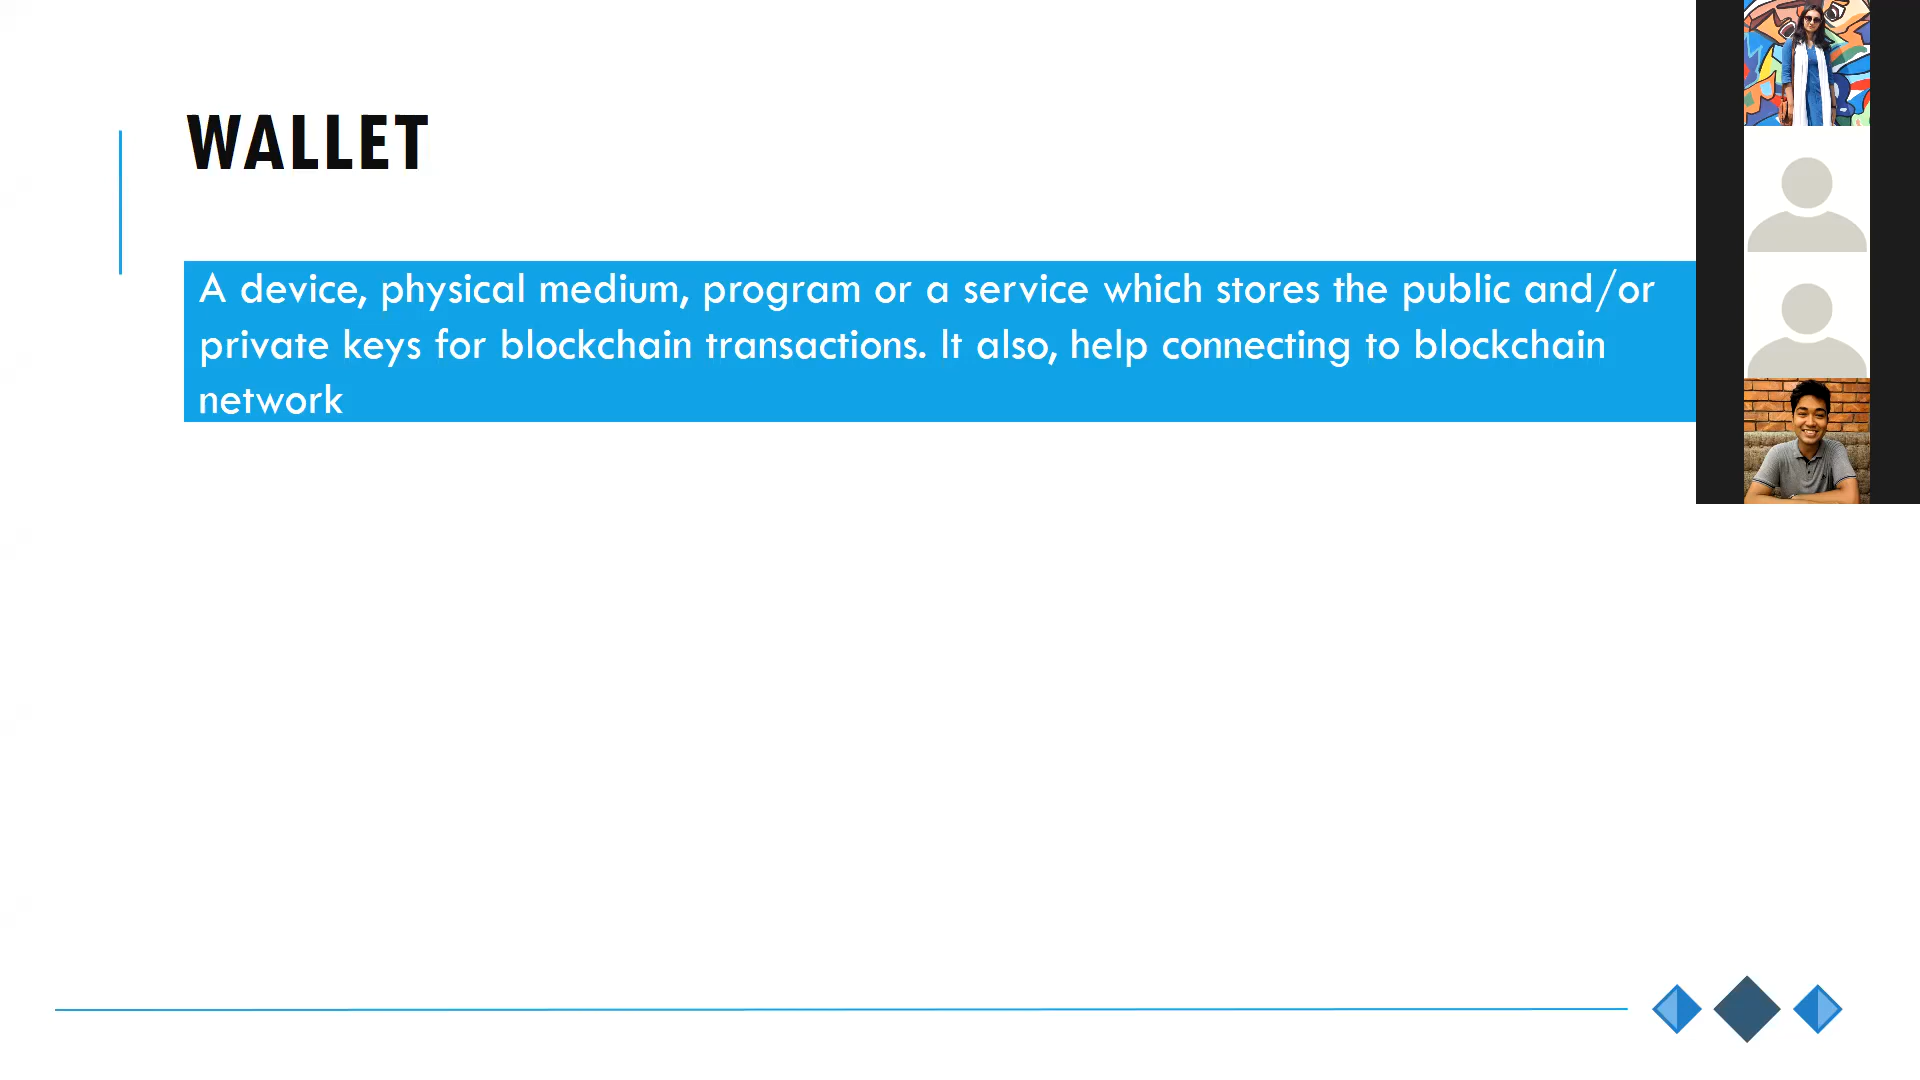 WALLET
A device, physical medium, program or a service which stores the public and/or
private keys for blockchain transactions. It also, help connecting to blockchain
network